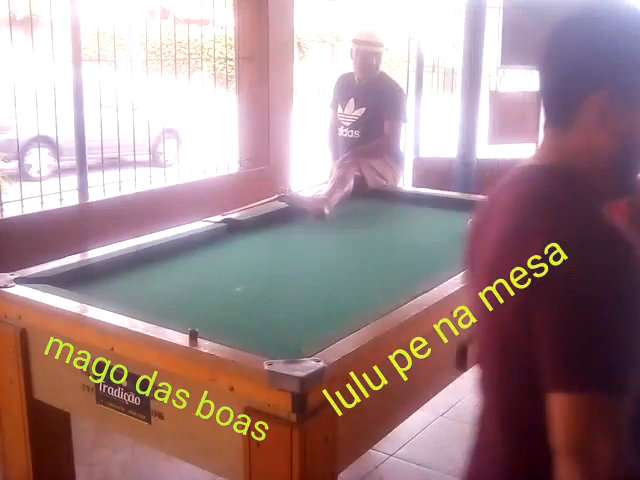 adidas
lulu pe na mesa
mago das boas
Tradição